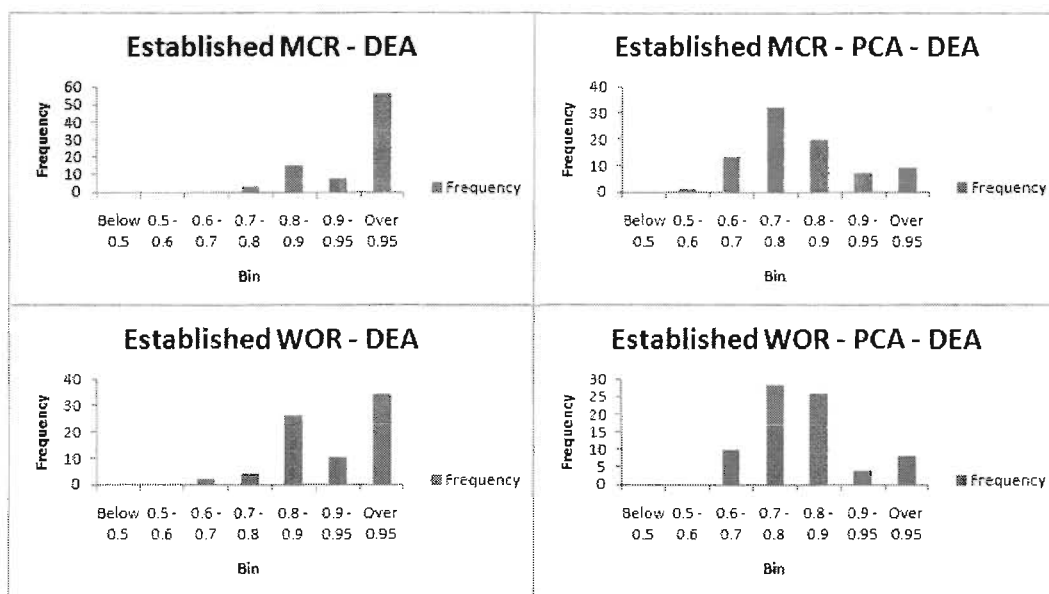 Established MCR - DEA
60
50
40
30
20
10
0
Frequency
Below 0.5 - 0.6 - 0.7 - 0.8 - 0.9 - Over
0.5 0.6 0.7 0.8 0.9 0.95 0.95
Bin
Frequency
Established MCR - PCA - DEA
40
30
20
10
0
Frequency
Below 0.5 - 0.6 - 0.7 - 0.8 - 0.9 - Over
0.5 0.6 0.7 0.8 0.9 0.95 0.95
Bin
Frequency
Established WOR - DEA
40
30
20
10
0
Frequency
Below 0.5 - 0.6 - 0.7 - 0.8 - 0.9 - Over
0.5 0.6 0.7 0.8 0.9 0.95 0.95
Bin
Frequency
Established WOR - PCA - DEA
30
25
20
15
10
5
0
Frequency
Below 0.5 - 0.6 - 0.7 - 0.8 - 0.9 - Over
0.5 0.6 0.7 0.8 0.9 0.95 0.95
Bin
Frequency